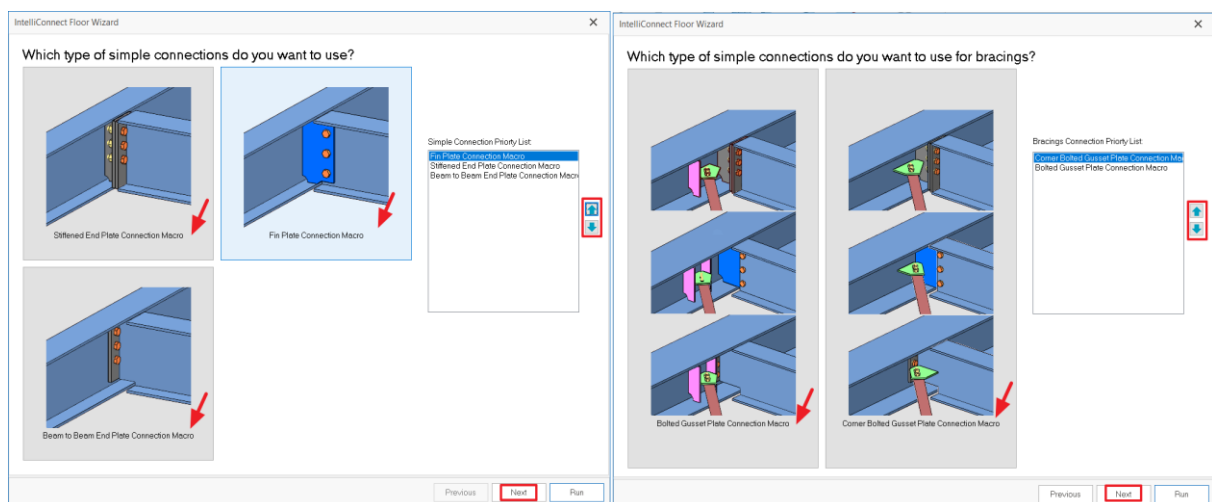 IntelliConnect Floor Wizard
Which type of simple connections do you want to use?
Stiffened End Plate Connection Macro
Fin Plate Connection Macro
Simple Connection Priorty List:
Fin Plate Connection Macro
Stiffened End Plate Connection Macro
Beam to Beam End Plate Connection Macr
Beam to Beam End Plate Connection Macro
Previous
Next
Run
IntelliConnect Floor Wizard
Which type of simple connections do you want to use for bracings?
Bracings Connection Priorty List:
Corner Bolted Gusset Plate Connection Mac
Bolted Gusset Plate Connection Macro
Bolted Gusset Plate Connection Macro
Corner Bolted Gusset Plate Connection Macro
Previous
Next
Run